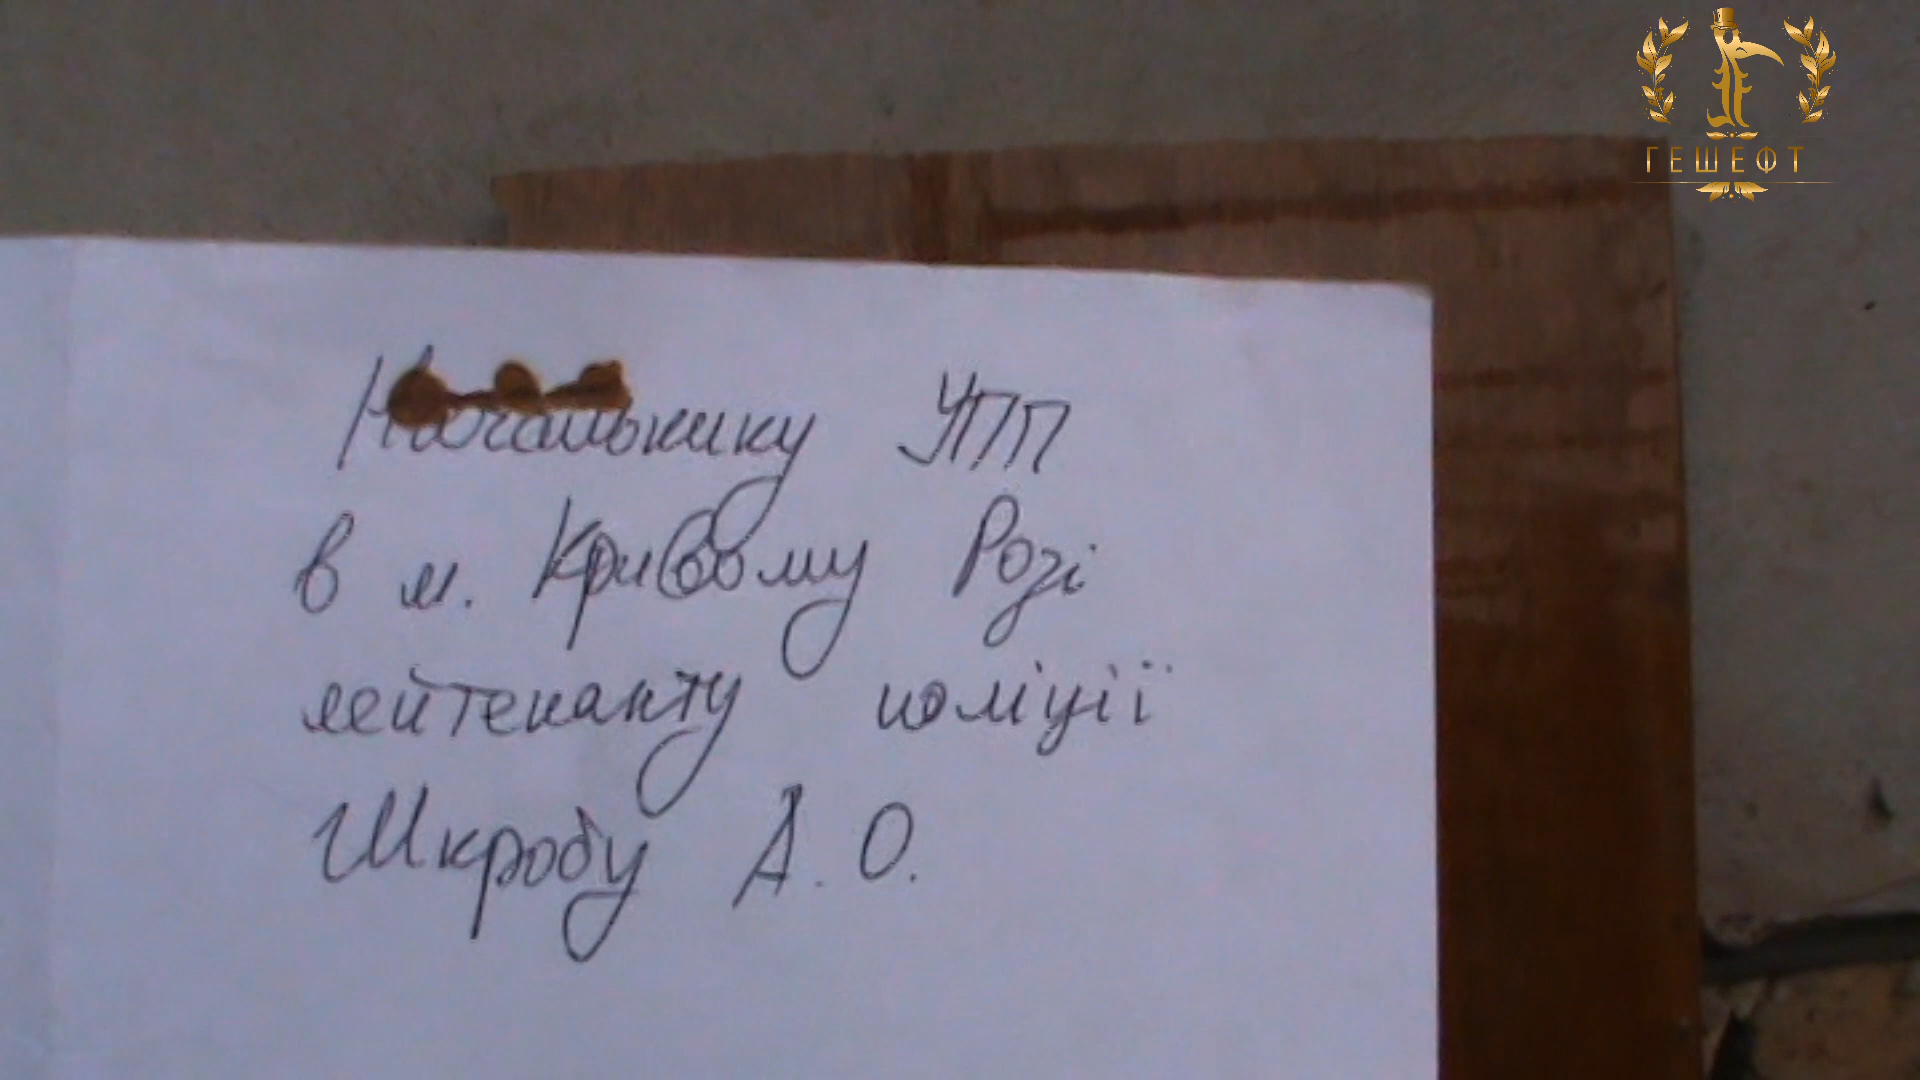 ГЕШЕФТ
Начальнику УПП
в м. Кривому Розі
лейтенанту поліції
Шкробу А. О.